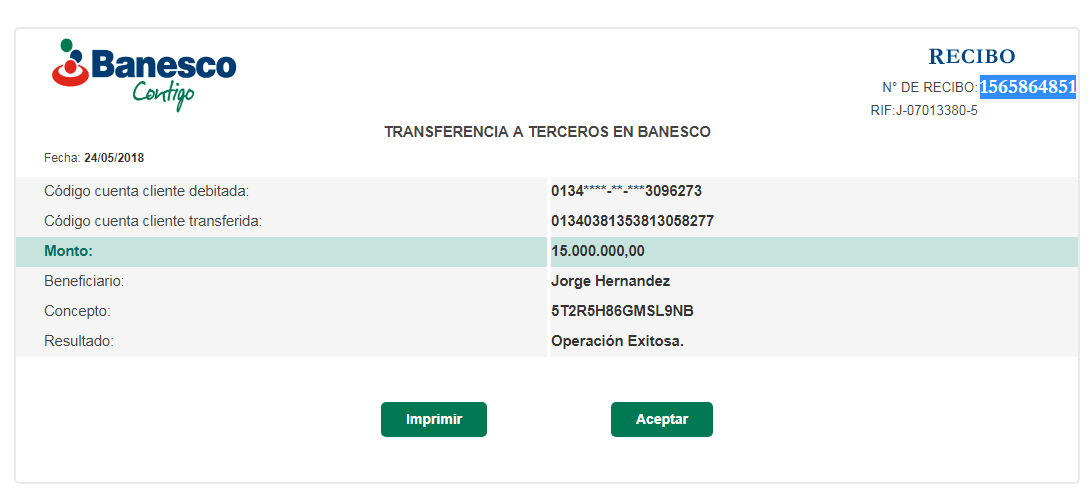 Banesco
Contigo
RECIBO
N° DE RECIBO: 1565864851
RIF:J-07013380-5
TRANSFERENCIA A TERCEROS EN BANESCO
Fecha: 24/05/2018
Código cuenta cliente debitada: 0134****-**-***3096273
Código cuenta cliente transferida: 01340381353813058277
Monto: 15.000.000,00
Beneficiario: Jorge Hernandez
Concepto: 5T2R5H86GMSL9NB
Resultado: Operación Exitosa.
Imprimir Aceptar